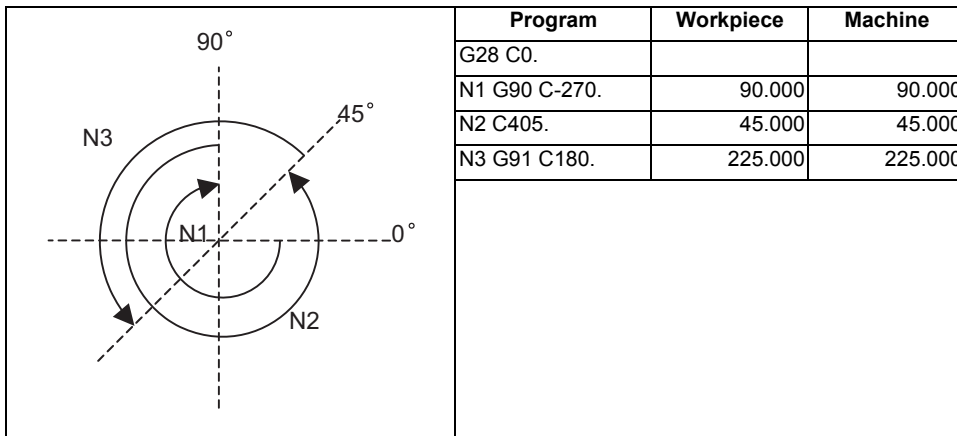 90°
45°
N3
N1
0°
N2
Program Workpiece Machine
G28 C0.
N1 G90 C-270. 90.000 90.000
N2 C405. 45.000 45.000
N3 G91 C180. 225.000 225.000